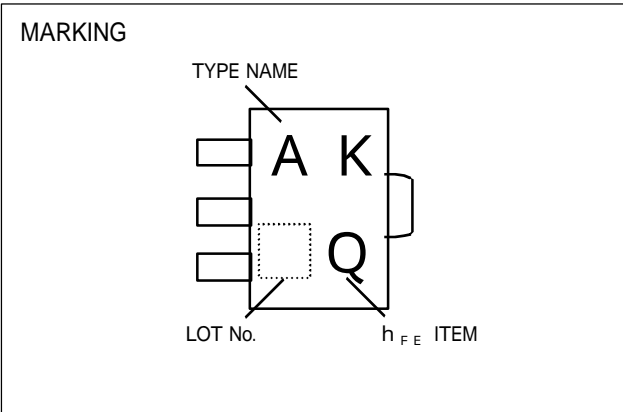 MARKING
TYPE NAME
A K
Q
LOT No.
hFE ITEM